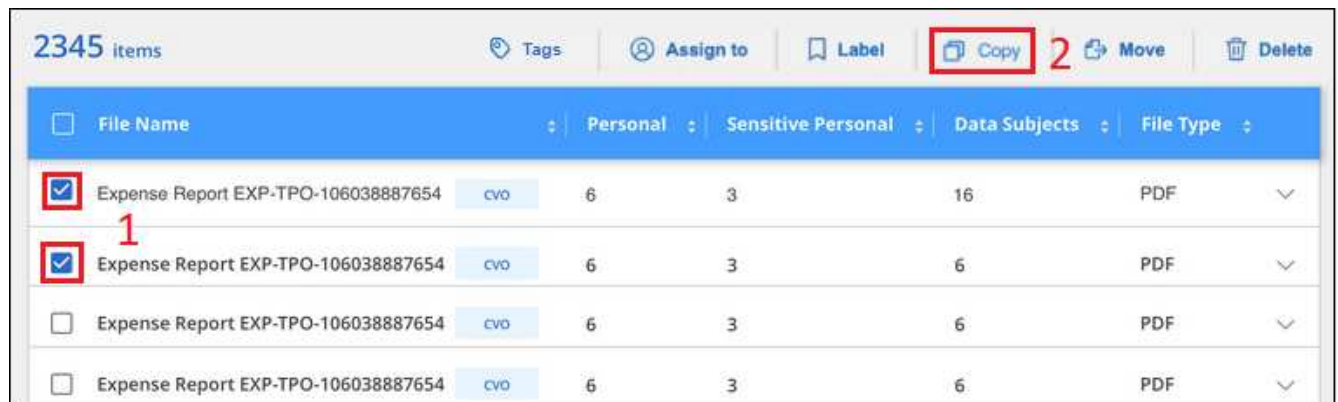 2345 items Tags Assign to Label Copy 2 Move Delete
File Name Personal Sensitive Personal Data Subjects File Type
Expense Report EXP-TPO-106038887654 CVO 6 3 16 PDF
1
Expense Report EXP-TPO-106038887654 CVO 6 3 6 PDF
Expense Report EXP-TPO-106038887654 CVO 6 3 6 PDF
Expense Report EXP-TPO-106038887654 CVO 6 3 6 PDF